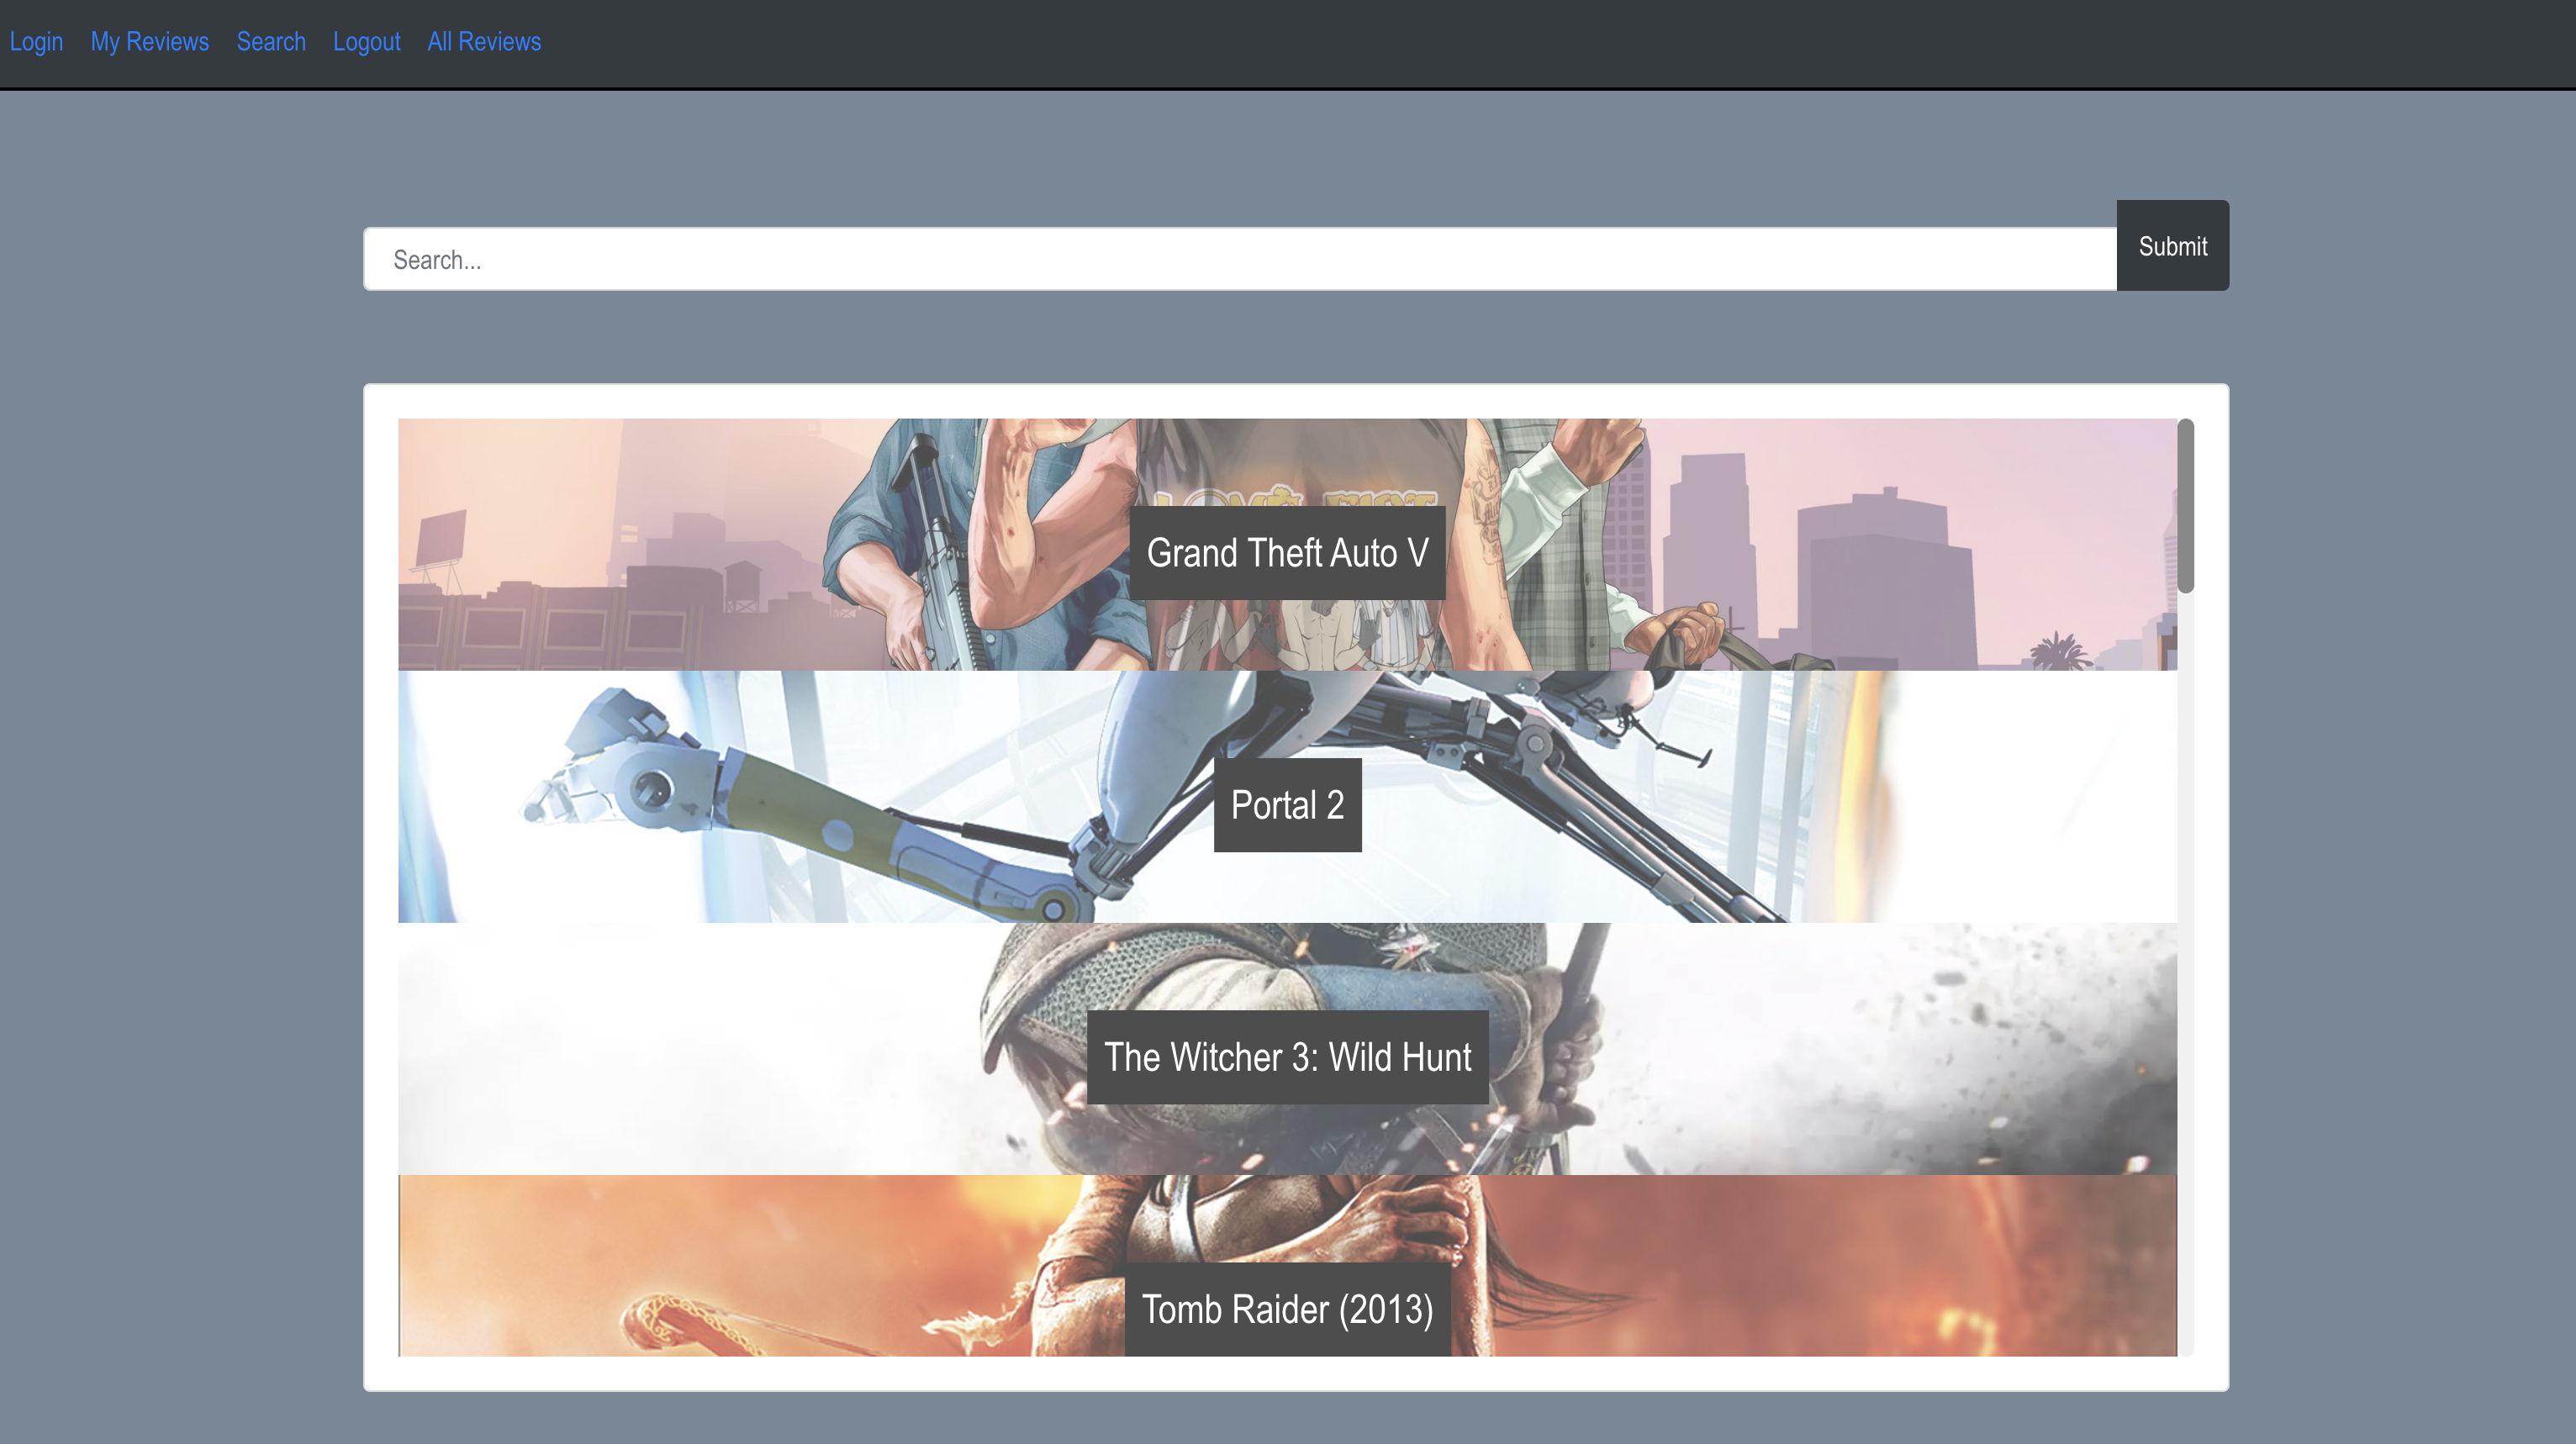 Login My Reviews Search Logout All Reviews
Search...
Submit
Grand Theft Auto V
Portal 2
The Witcher 3: Wild Hunt
Tomb Raider (2013)